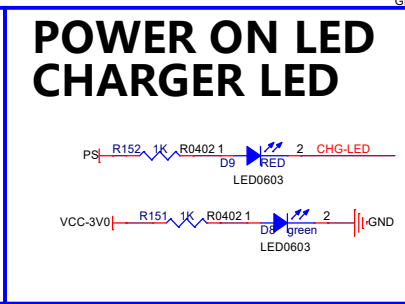 POWER ON LED
CHARGER LED
PS R152 1K R0402 1 2 CHG-LED
D9 RED
LED0603
VCC-3V0 R151 1K R0402 1 2 GND
D8 green
LED0603